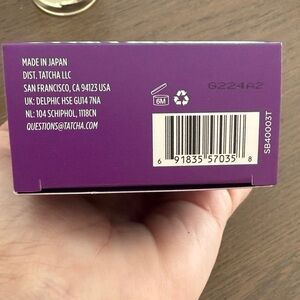 MADE IN JAPAN
DIST. TATCHA LLC
SAN FRANCISCO, CA 94123 USA
UK: DELPHIC HSE GU14 7NA
NL: 104 SCHIPHOL, 1118CN
QUESTIONS@TATCHA.COM
6M
0224A2
6 91835 57035 8
SB40003T